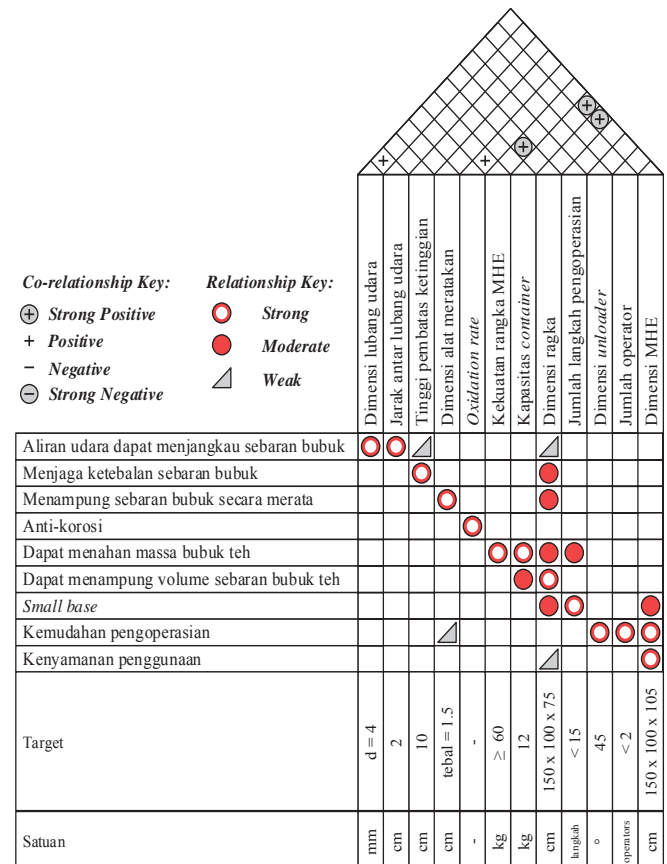 Co-relationship Key:
Strong Positive
+ Positive
− Negative
Strong Negative
Relationship Key:
Strong
Moderate
Weak
Dimensi lubang udara
Jarak antar lubang udara
Tinggi pembatas ketinggian
Dimensi alat meratakan
Oxidation rate
Kekuatan rangka MHE
Kapasitas container
Dimensi ragka
Jumlah langkah pengoperasian
Dimensi unloader
Jumlah operator
Dimensi MHE
Aliran udara dapat menjangkau sebaran bubuk
Menjaga ketebalan sebaran bubuk
Menampung sebaran bubuk secara merata
Anti-korosi
Dapat menahan massa bubuk teh
Dapat menampung volume sebaran bubuk teh
Small base
Kemudahan pengoperasian
Kenyamanan penggunaan
Target
d = 4
2
10
tebal = 1.5
-
≥ 60
12
150 x 100 x 75
< 15
45
< 2
150 x 100 x 105
Satuan
mm
cm
cm
cm
-
kg
kg
cm
langkah
°
operators
cm